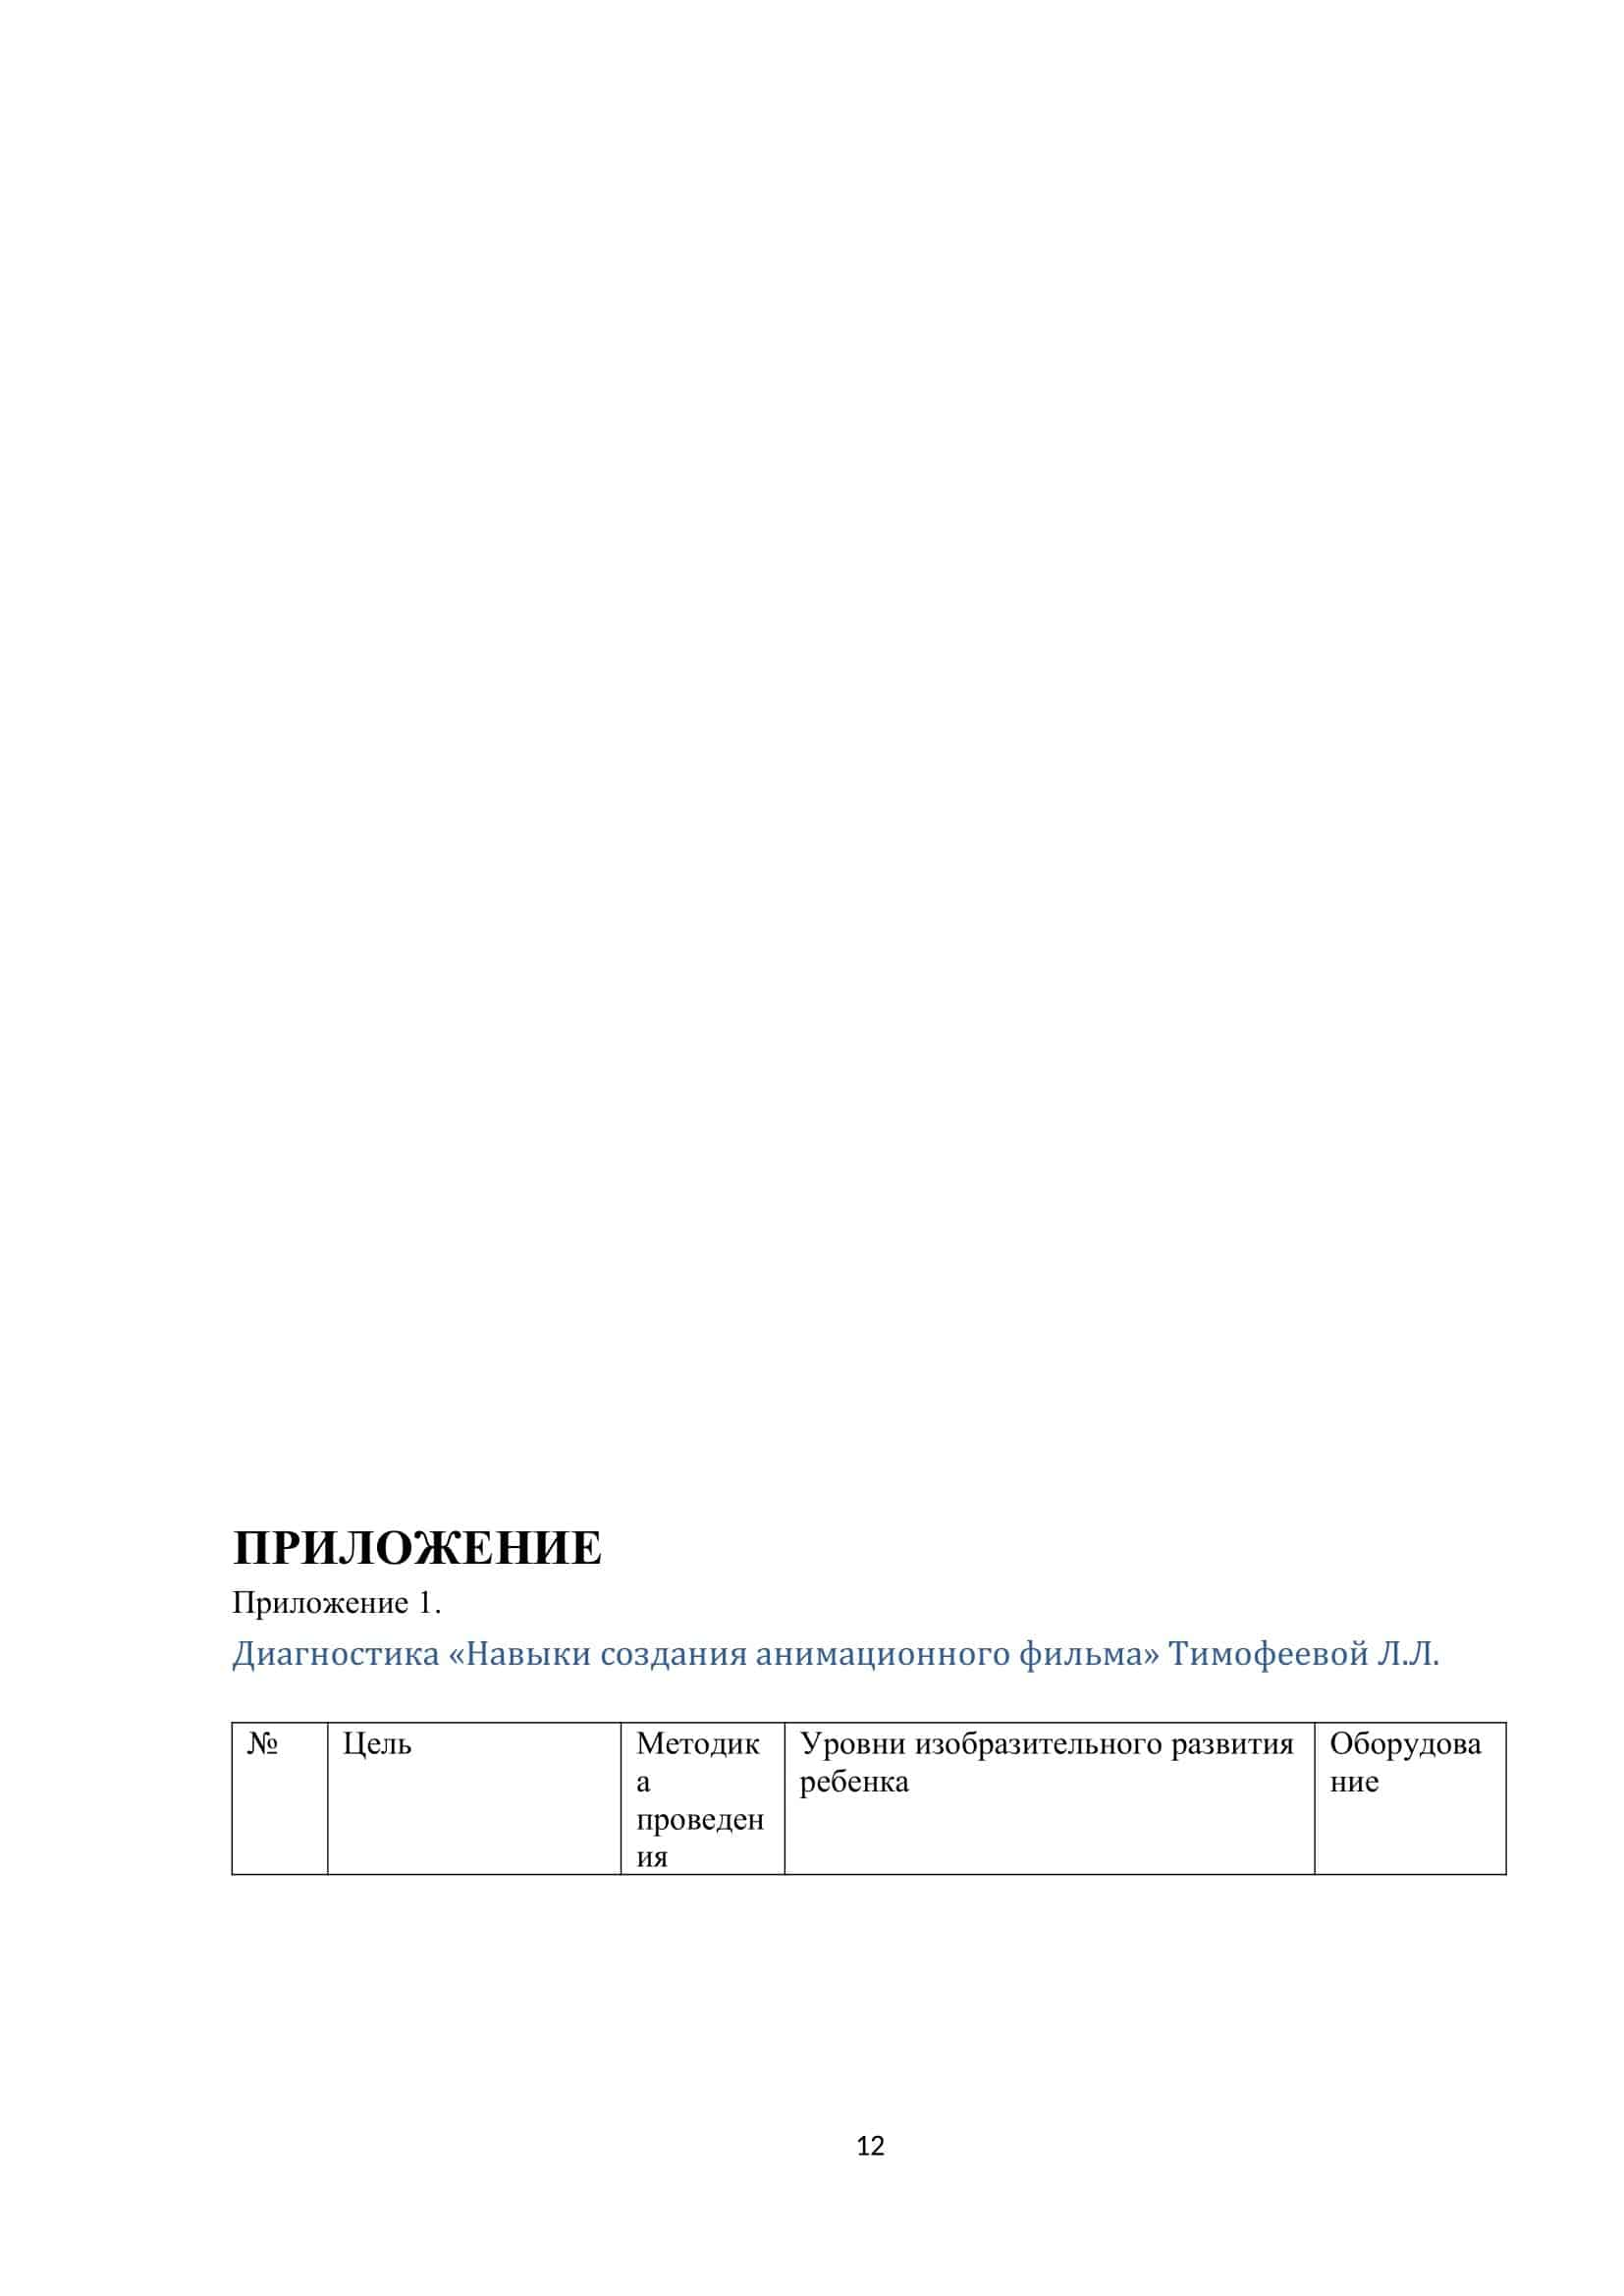 ПРИЛОЖЕНИЕ
Приложение 1.
Диагностика «Навыки создания анимационного фильма» Тимофеевой Л.Л.
№
Цель
Методик
а
проведен
ия
Уровни изобразительного развития
ребенка
Оборудова
ние
12